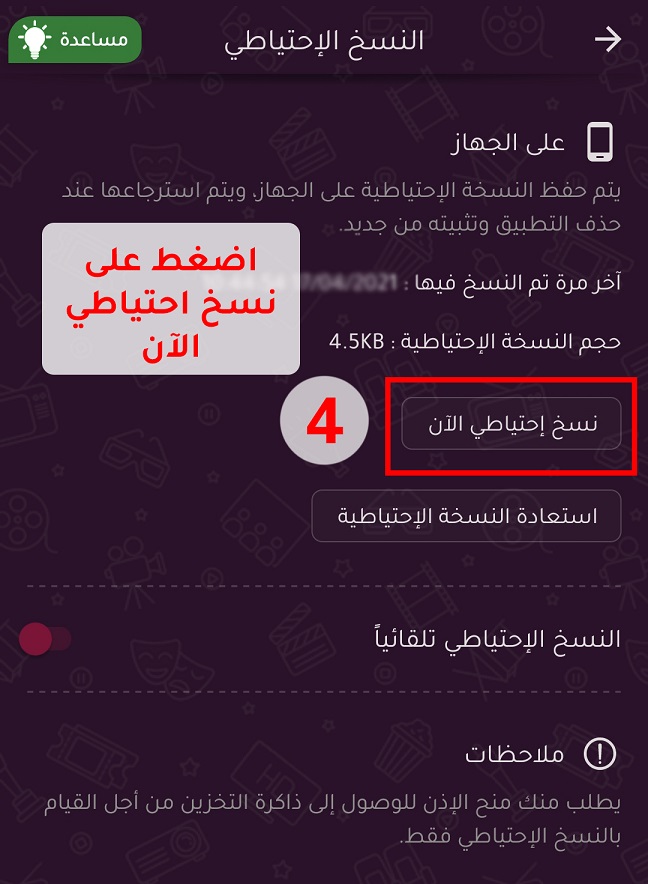 النسخ الإحتياطي
مساعدة
على الجهاز
يتم حفظ النسخة الإحتياطية على الجهاز، ويتم استرجاعها عند
حذف التطبيق وتثبيته من جديد.
آخر مرة تم النسخ فيها : 17/04/2021
حجم النسخة الإحتياطية : 4.5KB
اضغط على
نسخ احتياطي
الآن
4
نسخ إحتياطي الآن
استعادة النسخة الإحتياطية
النسخ الإحتياطي تلقائياً
ملاحظات
يطلب منك منح الإذن للوصول إلى ذاكرة التخزين من أجل القيام
بالنسخ الإحتياطي فقط.